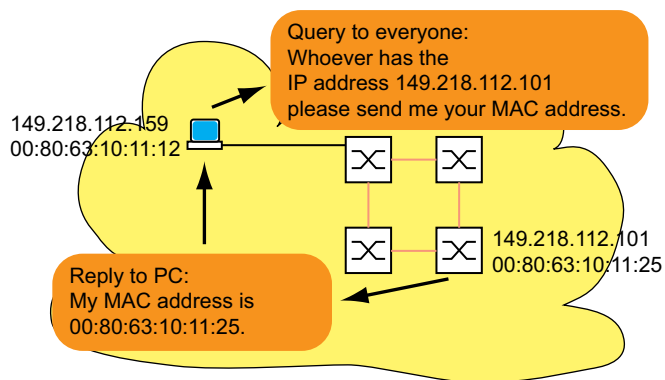 Query to everyone:
Whoever has the
IP address 149.218.112.101
please send me your MAC address.
149.218.112.159
00:80:63:10:11:12
149.218.112.101
00:80:63:10:11:25
Reply to PC:
My MAC address is
00:80:63:10:11:25.